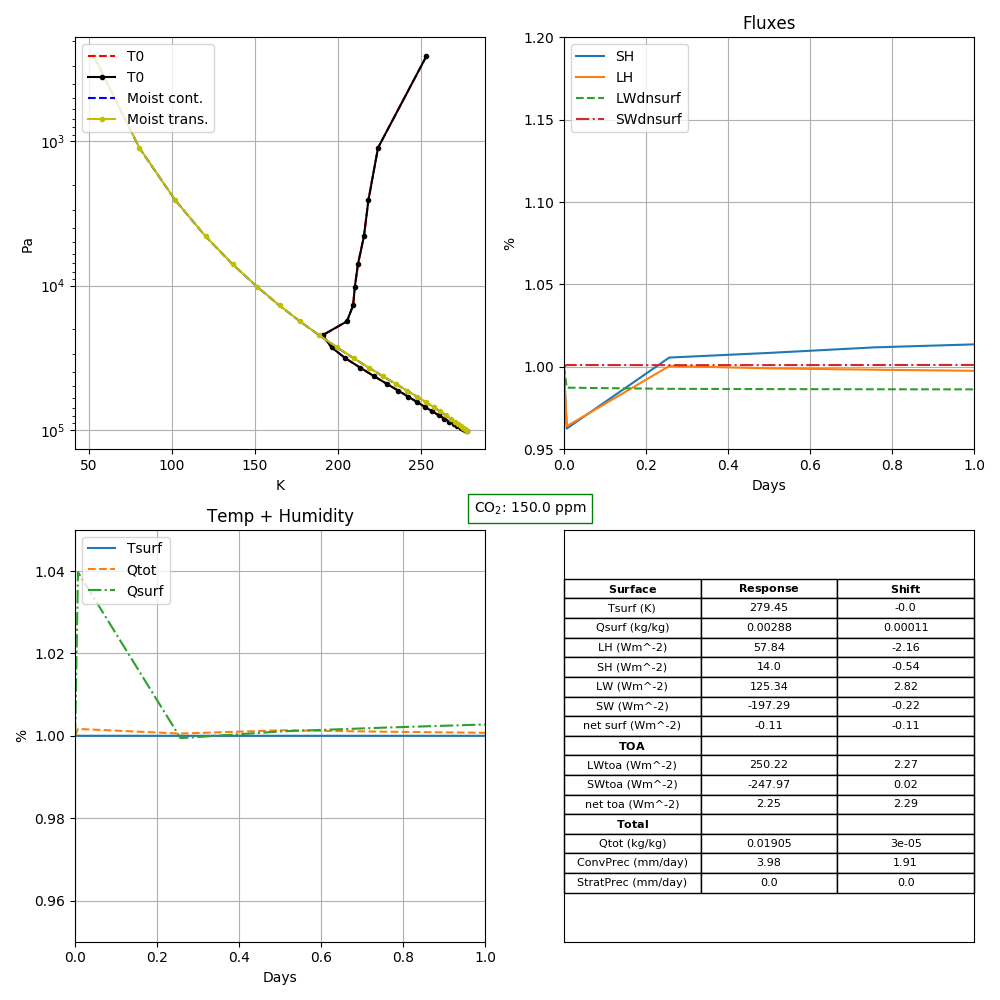 T0
T0
Moist cont.
Moist trans.
10^3
10^4
10^5
Pa
50 100 150 200 250
K
Fluxes
SH
LH
LWdnsurf
SWdnsurf
1.20
1.15
1.10
1.05
1.00
0.95
%
0.0 0.2 0.4 0.6 0.8 1.0
Days
CO₂: 150.0 ppm
Temp + Humidity
Tsurf
Qtot
Qsurf
1.04
1.02
1.00
0.98
0.96
%
0.0 0.2 0.4 0.6 0.8 1.0
Days
Surface Response Shift
Tsurf (K) 279.45 -0.0
Qsurf (kg/kg) 0.00288 0.00011
LH (Wm^-2) 57.84 -2.16
SH (Wm^-2) 14.0 -0.54
LW (Wm^-2) 125.34 2.82
SW (Wm^-2) -197.29 -0.22
net surf (Wm^-2) -0.11 -0.11
TOA
LWtoa (Wm^-2) 250.22 2.27
SWtoa (Wm^-2) -247.97 0.02
net toa (Wm^-2) 2.25 2.29
Total
Qtot (kg/kg) 0.01905 3e-05
ConvPrec (mm/day) 3.98 1.91
StratPrec (mm/day) 0.0 0.0